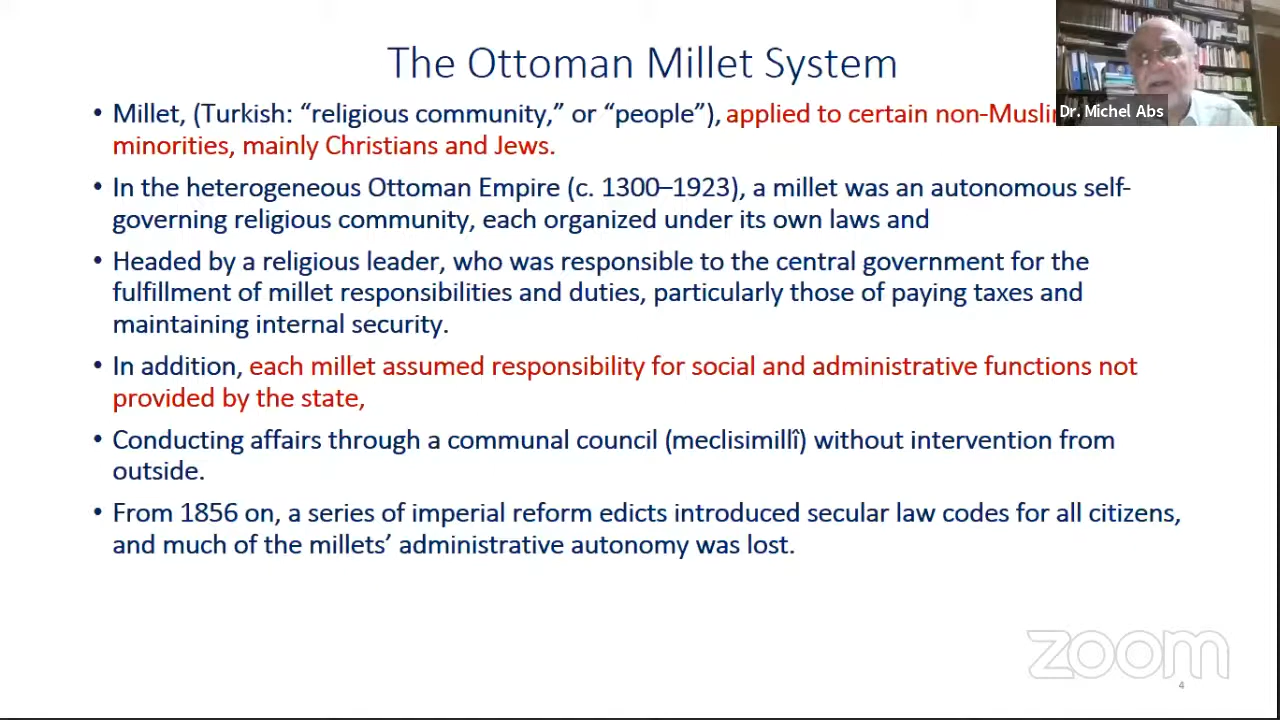 The Ottoman Millet System
• Millet, (Turkish: “religious community,” or “people”), applied to certain
minorities, mainly Christians and Jews.
• In the heterogeneous Ottoman Empire (c. 1300–1923), a millet was an autonomous self-
governing religious community, each organized under its own laws and
• Headed by a religious leader, who was responsible to the central government for the
fulfillment of millet responsibilities and duties, particularly those of paying taxes and
maintaining internal security.
• In addition, each millet assumed responsibility for social and administrative functions not
provided by the state,
• Conducting affairs through a communal council (meclisimillî) without intervention from
outside.
• From 1856 on, a series of imperial reform edicts introduced secular law codes for all citizens,
and much of the millets’ administrative autonomy was lost.
Dr. Michel Abs
zoom
4